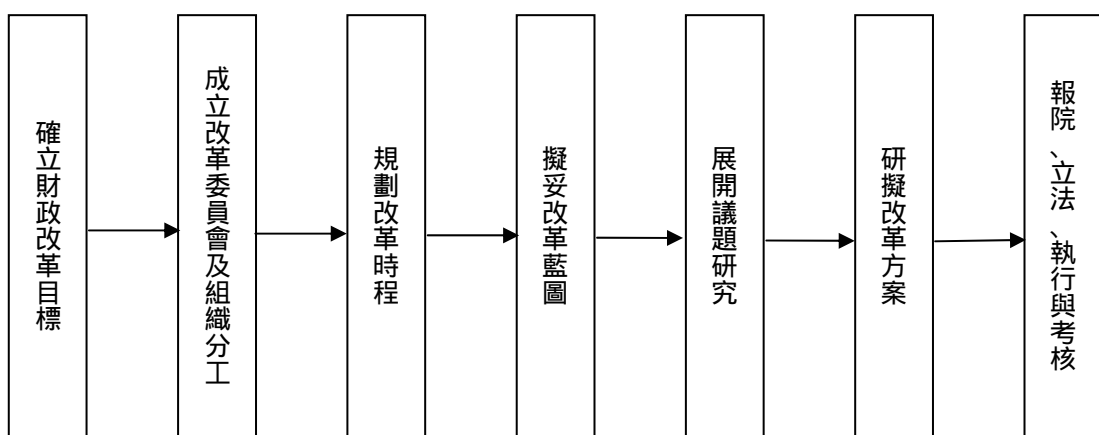 確立財政改革目標
成立改革委員會及組織分工
規劃改革時程
擬妥改革藍圖
展開議題研究
研擬改革方案
報院、立法、執行與考核